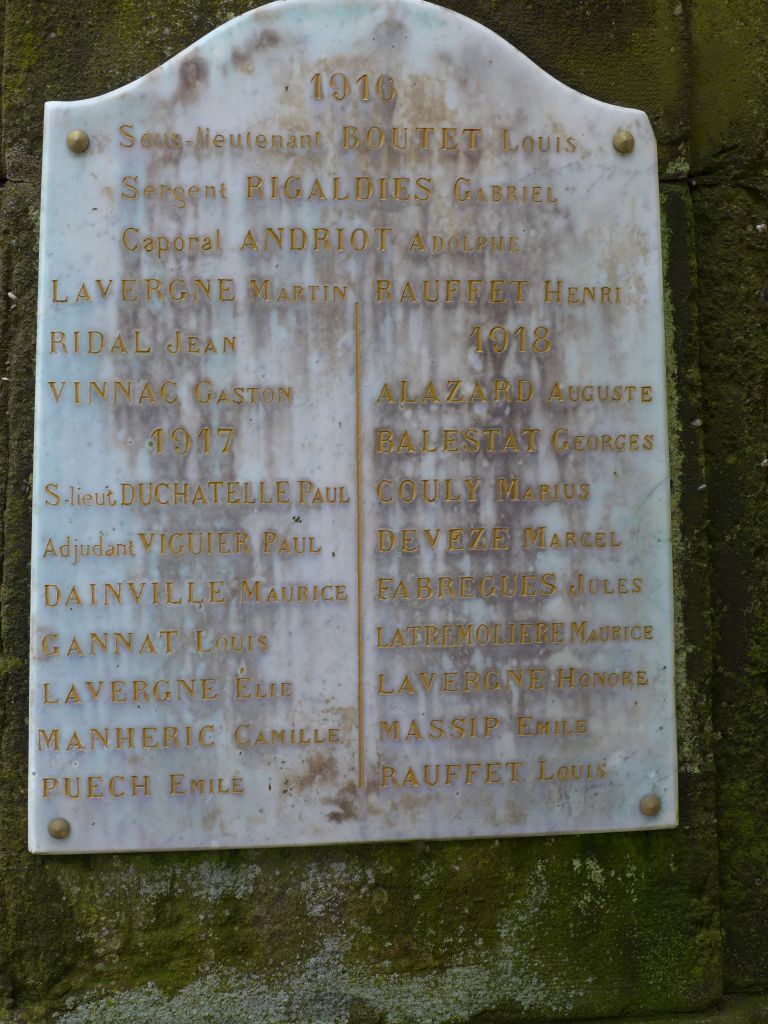 1916
Sous-lieutenant BOUTET LOUIS
Sergent RIGALDIES GABRIEL
Caporal ANDRIOT ADOLPHE
LAVERGNE MARTIN
RIDAL JEAN
VINNAC GASTON
1917
S-lieut DUCHATELLE PAUL
Adjudant VIGUIER PAUL
DAINVILLE MAURICE
GANNAT LOUIS
LAVERGNE ÉLIE
MANHERIC CAMILLE
PUECH EMILE
RAUFFET HENRI
1918
ALAZARD AUGUSTE
BALESTAT GEORGES
COULY MARIUS
DEVEZE MARCEL
FABREGUES JULES
LATREMOLIERE MAURICE
LAVERGNE HONORE
MASSIP EMILE
RAUFFET LOUIS